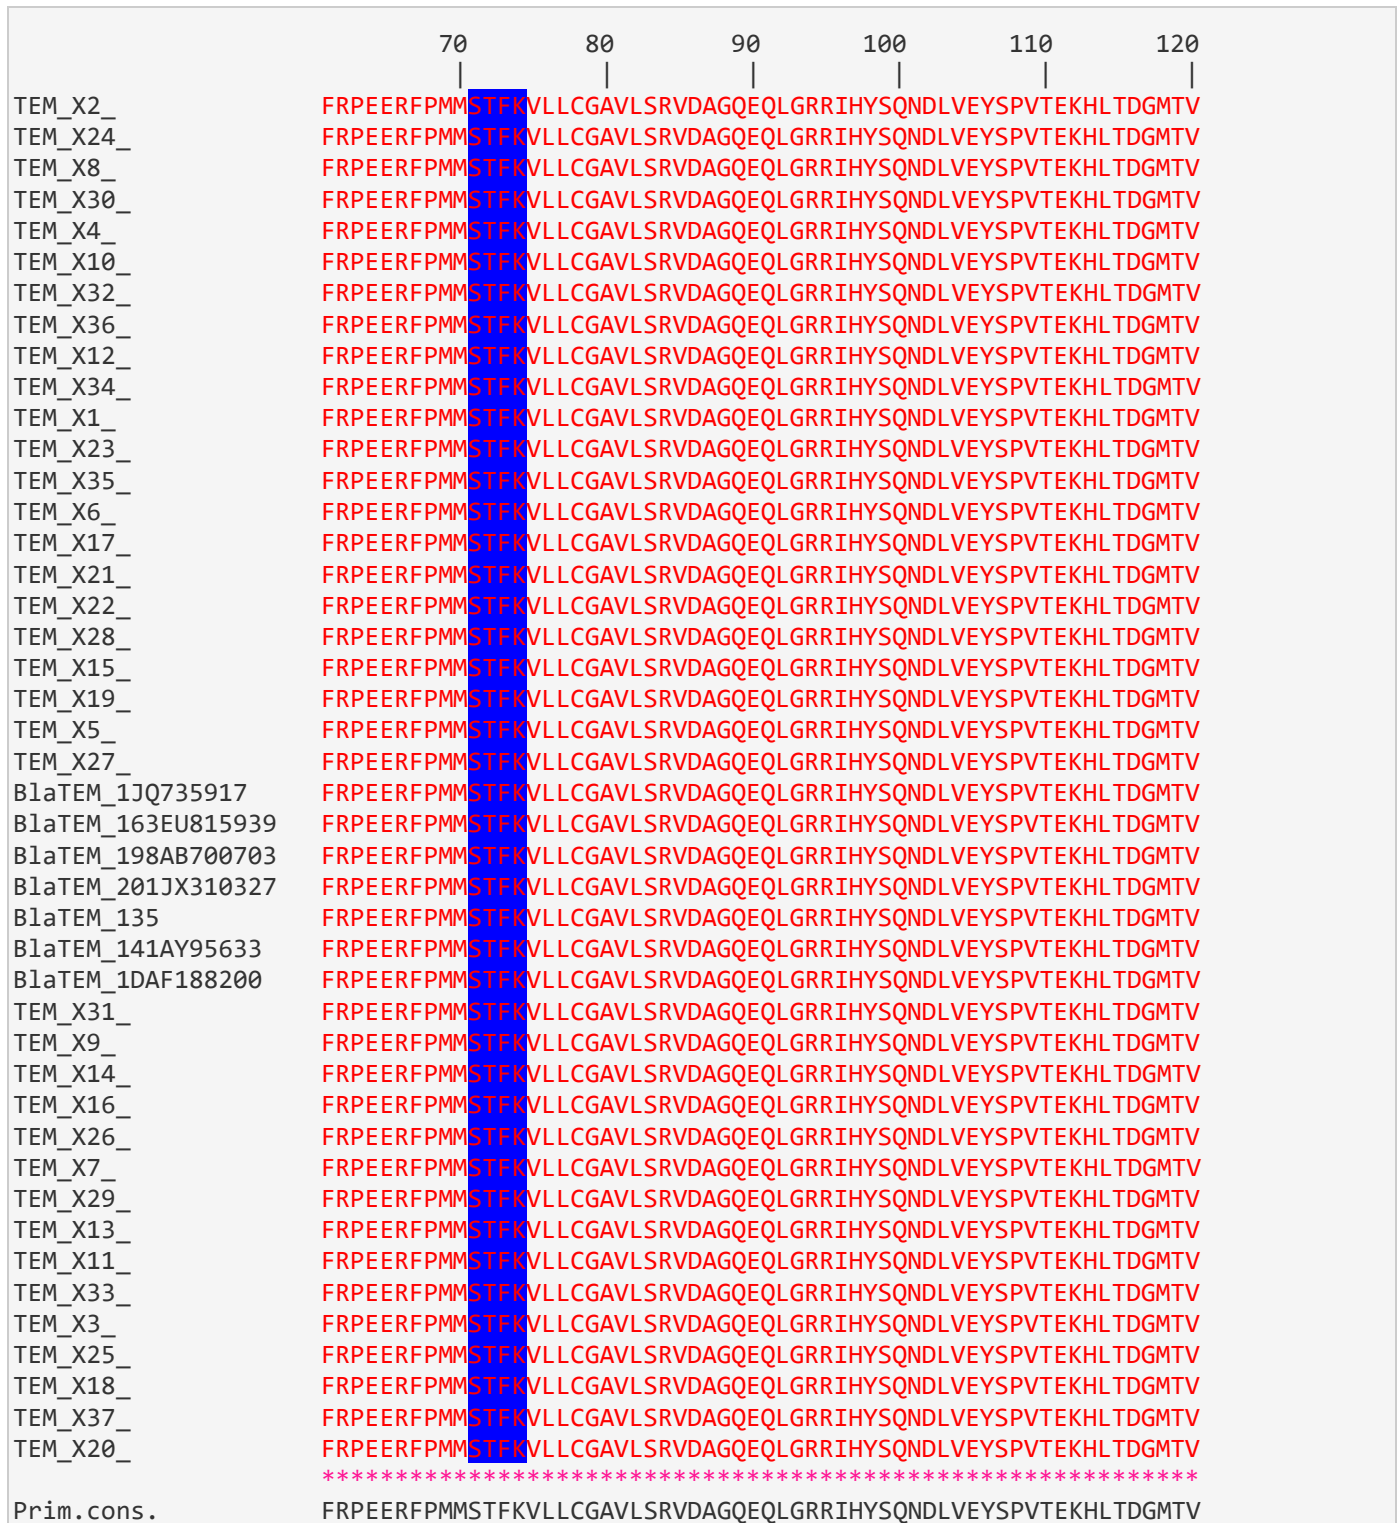 70 80 90 100 110 120
| | | | | |
TEM_X2_ FRPEERFPMMSTFKVLLCGAVLSRVDAGQEQLGRRIHYSQNDLVEYSPVTEKHLTDGMTV
TEM_X24_ FRPEERFPMMSTFKVLLCGAVLSRVDAGQEQLGRRIHYSQNDLVEYSPVTEKHLTDGMTV
TEM_X8_ FRPEERFPMMSTFKVLLCGAVLSRVDAGQEQLGRRIHYSQNDLVEYSPVTEKHLTDGMTV
TEM_X30_ FRPEERFPMMSTFKVLLCGAVLSRVDAGQEQLGRRIHYSQNDLVEYSPVTEKHLTDGMTV
TEM_X4_ FRPEERFPMMSTFKVLLCGAVLSRVDAGQEQLGRRIHYSQNDLVEYSPVTEKHLTDGMTV
TEM_X10_ FRPEERFPMMSTFKVLLCGAVLSRVDAGQEQLGRRIHYSQNDLVEYSPVTEKHLTDGMTV
TEM_X32_ FRPEERFPMMSTFKVLLCGAVLSRVDAGQEQLGRRIHYSQNDLVEYSPVTEKHLTDGMTV
TEM_X36_ FRPEERFPMMSTFKVLLCGAVLSRVDAGQEQLGRRIHYSQNDLVEYSPVTEKHLTDGMTV
TEM_X12_ FRPEERFPMMSTFKVLLCGAVLSRVDAGQEQLGRRIHYSQNDLVEYSPVTEKHLTDGMTV
TEM_X34_ FRPEERFPMMSTFKVLLCGAVLSRVDAGQEQLGRRIHYSQNDLVEYSPVTEKHLTDGMTV
TEM_X1_ FRPEERFPMMSTFKVLLCGAVLSRVDAGQEQLGRRIHYSQNDLVEYSPVTEKHLTDGMTV
TEM_X23_ FRPEERFPMMSTFKVLLCGAVLSRVDAGQEQLGRRIHYSQNDLVEYSPVTEKHLTDGMTV
TEM_X35_ FRPEERFPMMSTFKVLLCGAVLSRVDAGQEQLGRRIHYSQNDLVEYSPVTEKHLTDGMTV
TEM_X6_ FRPEERFPMMSTFKVLLCGAVLSRVDAGQEQLGRRIHYSQNDLVEYSPVTEKHLTDGMTV
TEM_X17_ FRPEERFPMMSTFKVLLCGAVLSRVDAGQEQLGRRIHYSQNDLVEYSPVTEKHLTDGMTV
TEM_X21_ FRPEERFPMMSTFKVLLCGAVLSRVDAGQEQLGRRIHYSQNDLVEYSPVTEKHLTDGMTV
TEM_X22_ FRPEERFPMMSTFKVLLCGAVLSRVDAGQEQLGRRIHYSQNDLVEYSPVTEKHLTDGMTV
TEM_X28_ FRPEERFPMMSTFKVLLCGAVLSRVDAGQEQLGRRIHYSQNDLVEYSPVTEKHLTDGMTV
TEM_X15_ FRPEERFPMMSTFKVLLCGAVLSRVDAGQEQLGRRIHYSQNDLVEYSPVTEKHLTDGMTV
TEM_X19_ FRPEERFPMMSTFKVLLCGAVLSRVDAGQEQLGRRIHYSQNDLVEYSPVTEKHLTDGMTV
TEM_X5_ FRPEERFPMMSTFKVLLCGAVLSRVDAGQEQLGRRIHYSQNDLVEYSPVTEKHLTDGMTV
TEM_X27_ FRPEERFPMMSTFKVLLCGAVLSRVDAGQEQLGRRIHYSQNDLVEYSPVTEKHLTDGMTV
BlaTEM_1JQ735917 FRPEERFPMMSTFKVLLCGAVLSRVDAGQEQLGRRIHYSQNDLVEYSPVTEKHLTDGMTV
BlaTEM_163EU815939 FRPEERFPMMSTFKVLLCGAVLSRVDAGQEQLGRRIHYSQNDLVEYSPVTEKHLTDGMTV
BlaTEM_198AB700703 FRPEERFPMMSTFKVLLCGAVLSRVDAGQEQLGRRIHYSQNDLVEYSPVTEKHLTDGMTV
BlaTEM_201JX310327 FRPEERFPMMSTFKVLLCGAVLSRVDAGQEQLGRRIHYSQNDLVEYSPVTEKHLTDGMTV
BlaTEM_135 FRPEERFPMMSTFKVLLCGAVLSRVDAGQEQLGRRIHYSQNDLVEYSPVTEKHLTDGMTV
BlaTEM_141AY95633 FRPEERFPMMSTFKVLLCGAVLSRVDAGQEQLGRRIHYSQNDLVEYSPVTEKHLTDGMTV
BlaTEM_1DAF188200 FRPEERFPMMSTFKVLLCGAVLSRVDAGQEQLGRRIHYSQNDLVEYSPVTEKHLTDGMTV
TEM_X31_ FRPEERFPMMSTFKVLLCGAVLSRVDAGQEQLGRRIHYSQNDLVEYSPVTEKHLTDGMTV
TEM_X9_ FRPEERFPMMSTFKVLLCGAVLSRVDAGQEQLGRRIHYSQNDLVEYSPVTEKHLTDGMTV
TEM_X14_ FRPEERFPMMSTFKVLLCGAVLSRVDAGQEQLGRRIHYSQNDLVEYSPVTEKHLTDGMTV
TEM_X16_ FRPEERFPMMSTFKVLLCGAVLSRVDAGQEQLGRRIHYSQNDLVEYSPVTEKHLTDGMTV
TEM_X26_ FRPEERFPMMSTFKVLLCGAVLSRVDAGQEQLGRRIHYSQNDLVEYSPVTEKHLTDGMTV
TEM_X7_ FRPEERFPMMSTFKVLLCGAVLSRVDAGQEQLGRRIHYSQNDLVEYSPVTEKHLTDGMTV
TEM_X29_ FRPEERFPMMSTFKVLLCGAVLSRVDAGQEQLGRRIHYSQNDLVEYSPVTEKHLTDGMTV
TEM_X13_ FRPEERFPMMSTFKVLLCGAVLSRVDAGQEQLGRRIHYSQNDLVEYSPVTEKHLTDGMTV
TEM_X11_ FRPEERFPMMSTFKVLLCGAVLSRVDAGQEQLGRRIHYSQNDLVEYSPVTEKHLTDGMTV
TEM_X33_ FRPEERFPMMSTFKVLLCGAVLSRVDAGQEQLGRRIHYSQNDLVEYSPVTEKHLTDGMTV
TEM_X3_ FRPEERFPMMSTFKVLLCGAVLSRVDAGQEQLGRRIHYSQNDLVEYSPVTEKHLTDGMTV
TEM_X25_ FRPEERFPMMSTFKVLLCGAVLSRVDAGQEQLGRRIHYSQNDLVEYSPVTEKHLTDGMTV
TEM_X18_ FRPEERFPMMSTFKVLLCGAVLSRVDAGQEQLGRRIHYSQNDLVEYSPVTEKHLTDGMTV
TEM_X37_ FRPEERFPMMSTFKVLLCGAVLSRVDAGQEQLGRRIHYSQNDLVEYSPVTEKHLTDGMTV
TEM_X20_ FRPEERFPMMSTFKVLLCGAVLSRVDAGQEQLGRRIHYSQNDLVEYSPVTEKHLTDGMTV
************************************************************
Prim.cons. FRPEERFPMMSTFKVLLCGAVLSRVDAGQEQLGRRIHYSQNDLVEYSPVTEKHLTDGMTV